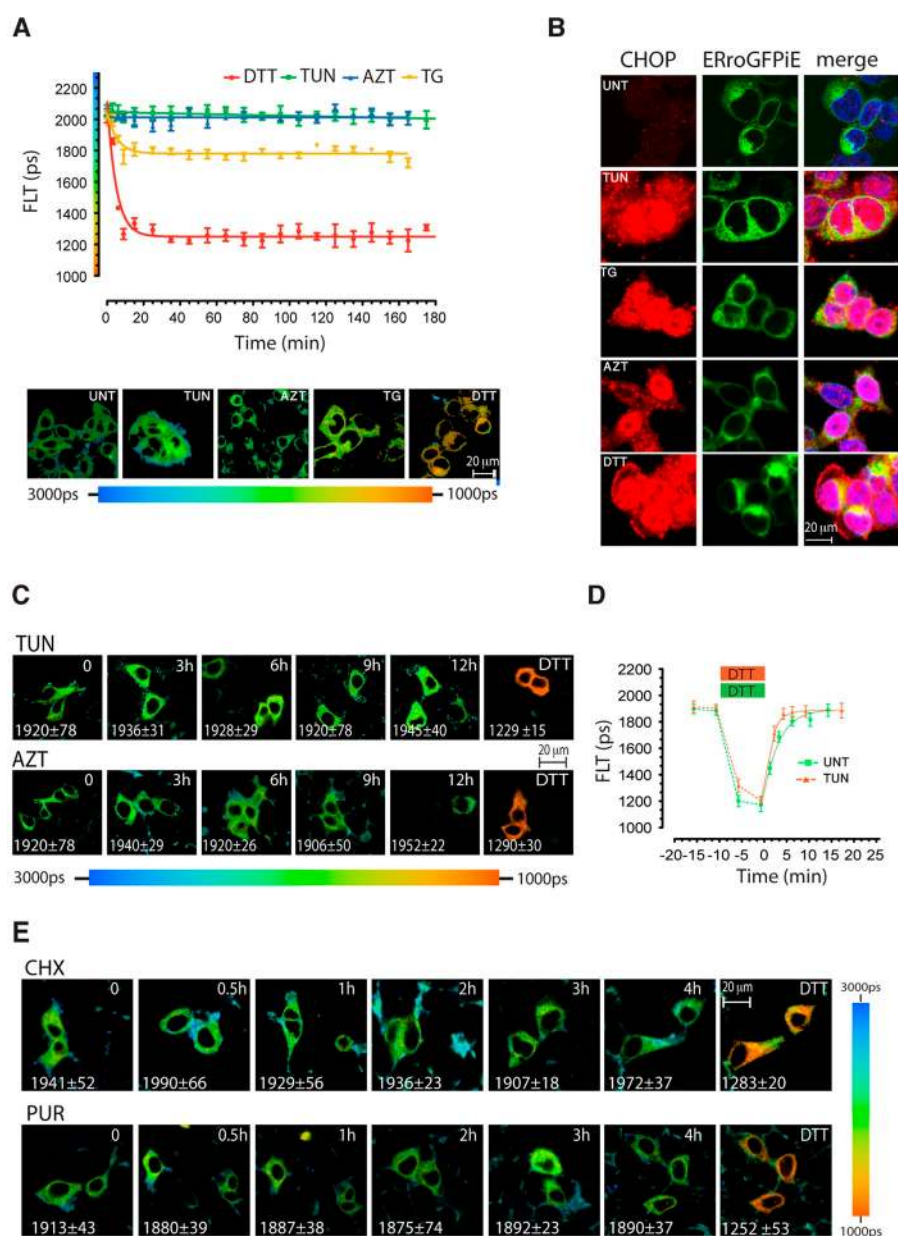 A
DTT TUN AZT TG
2200
2000
1800
1600
1400
1200
1000
FLT (ps)
0 20 40 60 80 100 120 140 160 180
Time (min)
UNT TUN AZT TG DTT
20 μm
3000ps 1000ps
B
CHOP ERroGFPiE merge
UNT
TUN
TG
AZT
DTT
20 μm
C
TUN
0 3h 6h 9h 12h DTT
1920±78 1936±31 1928±29 1920±78 1945±40 1229 ±15
20 μm
AZT
0 3h 6h 9h 12h DTT
1920±78 1940±29 1920±26 1906±50 1952±22 1290±30
3000ps 1000ps
D
2200
2000
1800
1600
1400
1200
1000
FLT (ps)
DTT
DTT
UNT
TUN
-20 -15 -10 -5 0 5 10 15 20 25
Time (min)
E
CHX
0 0.5h 1h 2h 3h 4h DTT
20 μm
1941±52 1990±66 1929±56 1936±23 1907±18 1972±37 1283±20
PUR
0 0.5h 1h 2h 3h 4h DTT
1913±43 1880±39 1887±38 1875±74 1892±23 1890±37 1252 ±53
3000ps
1000ps